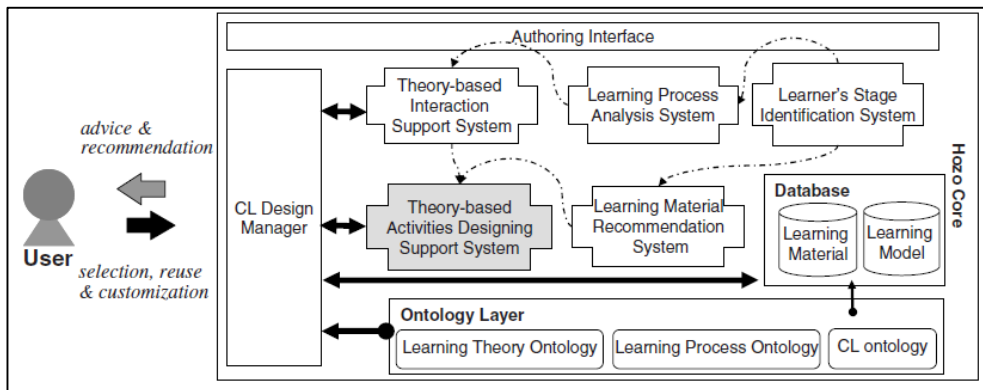 Authoring Interface
Theory-based
Interaction
Support System
Learning Process
Analysis System
Learner's Stage
Identification System
advice &
recommendation
User
selection, reuse
& customization
CL Design
Manager
Theory-based
Activities Designing
Support System
Learning Material
Recommendation
System
Database
Learning
Material
Learning
Model
Hozo Core
Ontology Layer
Learning Theory Ontology
Learning Process Ontology
CL ontology